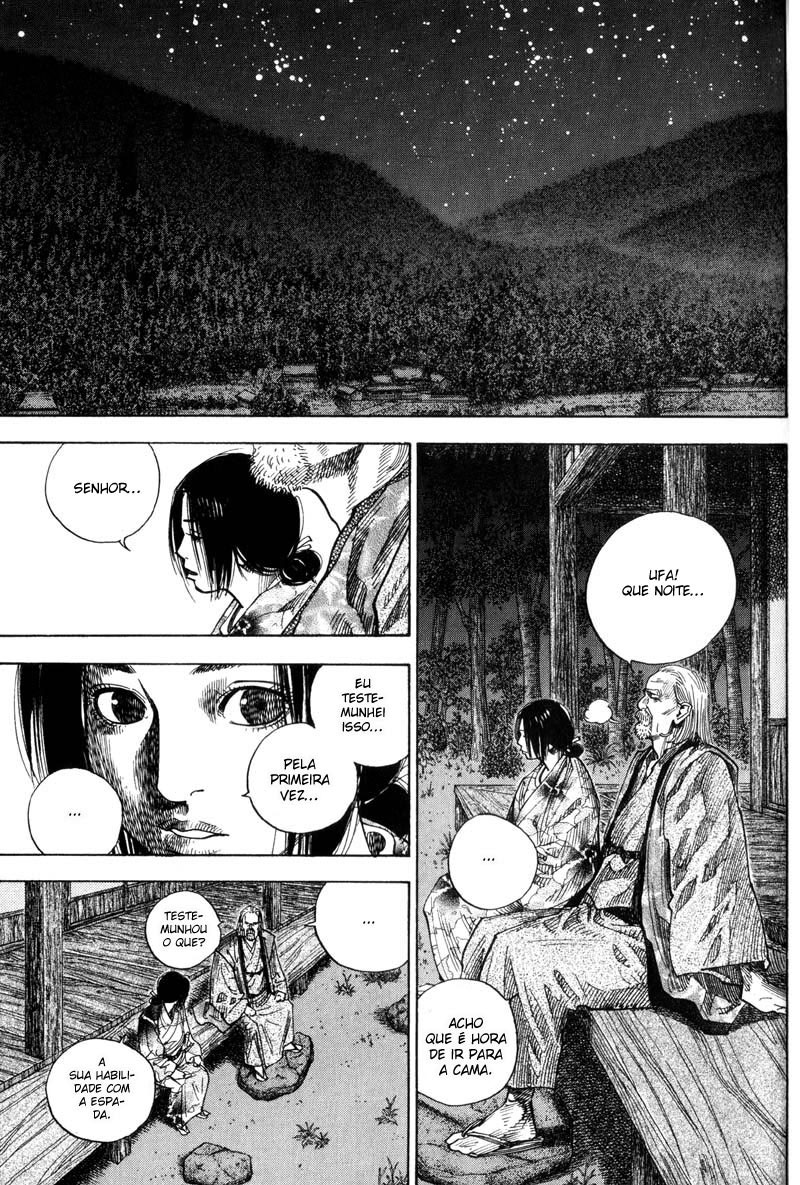 UFA!
QUE NOITE...
...
ACHO
QUE É HORA
DE IR PARA
A CAMA.
SENHOR...
EU
TESTE-
MUNHEI
ISSO...
PELA
PRIMEIRA
VEZ...
...
...
TESTE-
MUNHOU
O QUE?
A
SUA HABILI-
DADE COM
A ESPA-
DA.